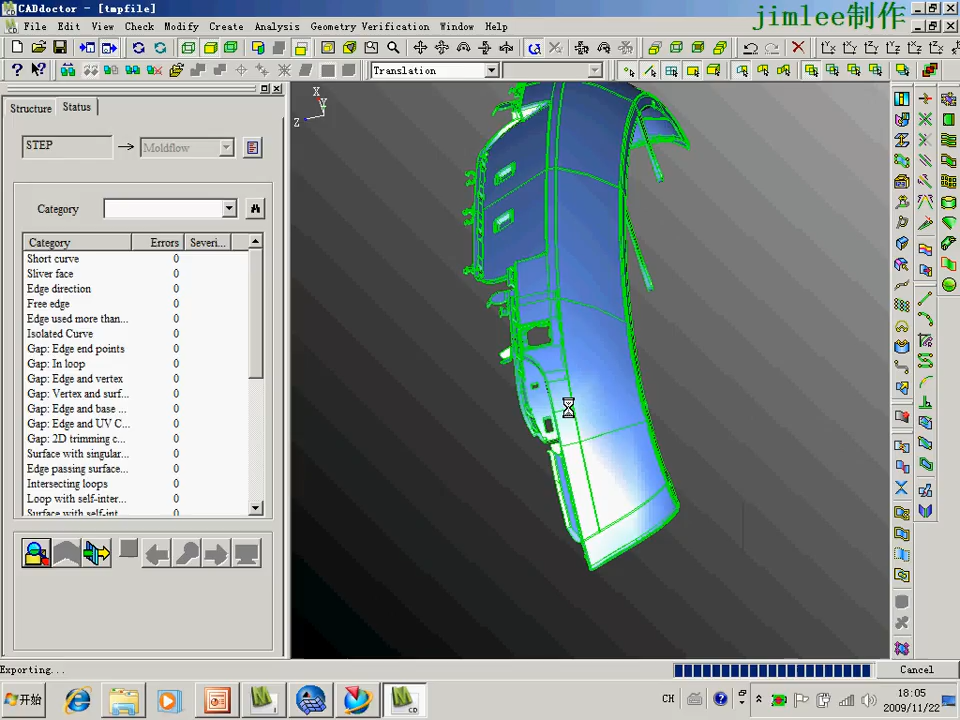 CADdoctor - [tmpfile]
jimlee制作
File Edit View Check Modify Create Analysis Geometry Verification Window Help
Translation
X
Y
Z
Structure Status
STEP Moldflow
Category
Category Errors Severi...
Short curve 0
Sliver face 0
Edge direction 0
Free edge 0
Edge used more than... 0
Isolated Curve 0
Gap: Edge end points 0
Gap: In loop 0
Gap: Edge and vertex 0
Gap: Vertex and surf... 0
Gap: Edge and base ... 0
Gap: Edge and UV C... 0
Gap: 2D trimming c... 0
Surface with singular... 0
Edge passing surface... 0
Intersecting loops 0
Loop with self-inter... 0
Surface with self-int... 0
Exporting... Cancel
开始 CH 18:05
2009/11/22